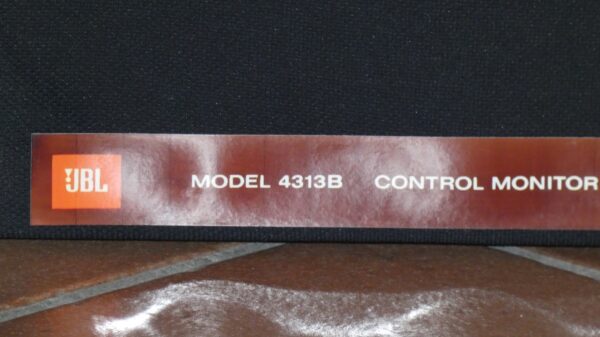 JBL MODEL 4313B CONTROL MONITOR